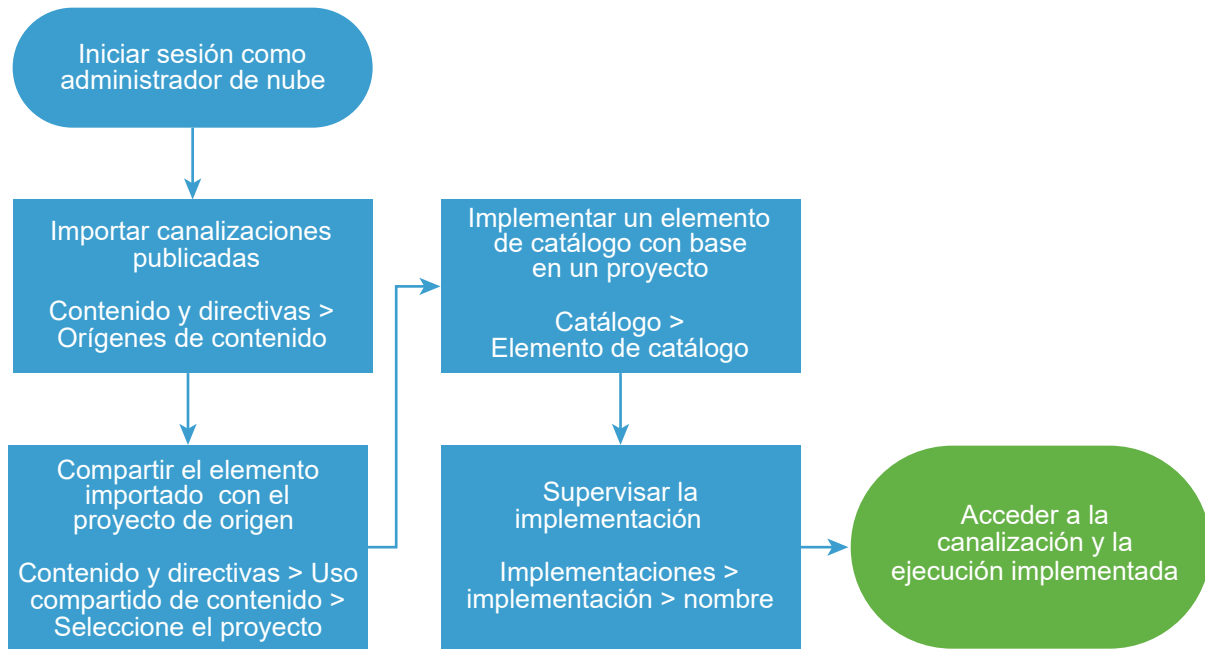 Iniciar sesión como
administrador de nube
Importar canalizaciones
publicadas
Contenido y directivas >
Orígenes de contenido
Compartir el elemento
importado  con el
proyecto de origen
Contenido y directivas > Uso
compartido de contenido >
Seleccione el proyecto
Implementar un elemento
de catálogo con base
en un proyecto
Catálogo >
Elemento de catálogo
Supervisar la
implementación
Implementaciones >
implementación > nombre
Acceder a la
canalización y la
ejecución implementada